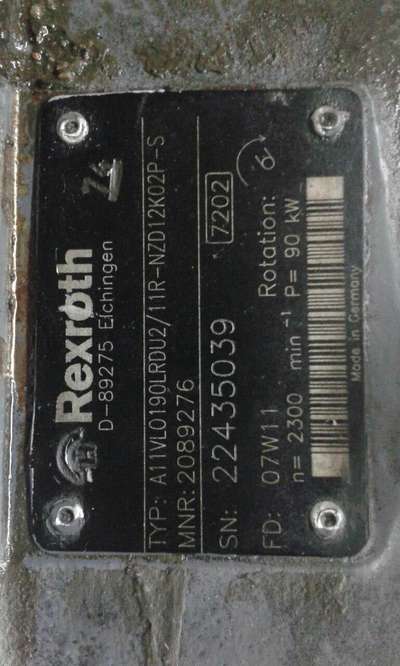 74
Rexroth
D-89275 Elchingen
TYP: A11VLO190LRDU2/11R-NZD12K02P-S
MNR: 2089276
SN: 22435039 7202
FD: 07W11 Rotation:
n= 2300 min⁻¹ P= 90 kW
Made in Germany